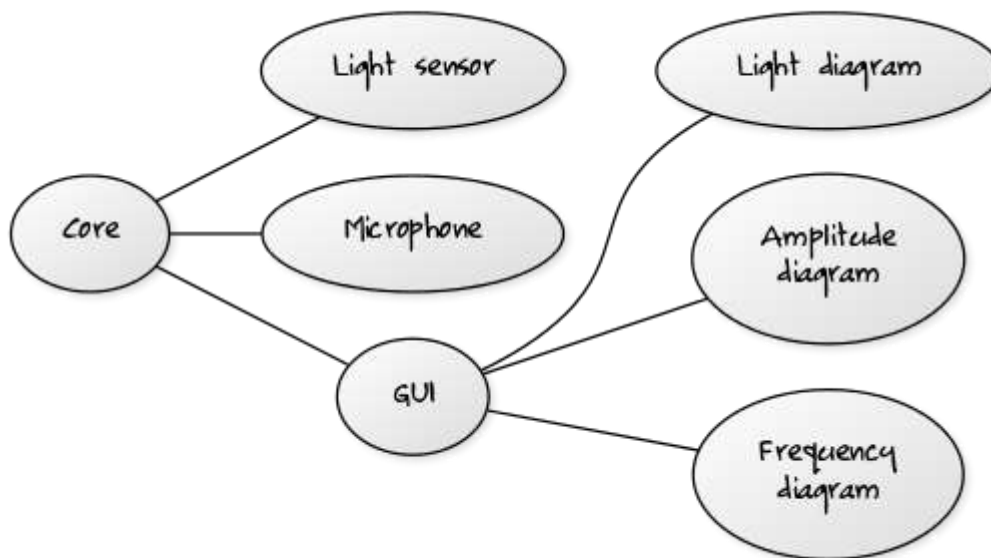 Light sensor
Light diagram
Core
Microphone
Amplitude
diagram
GUI
Frequency
diagram